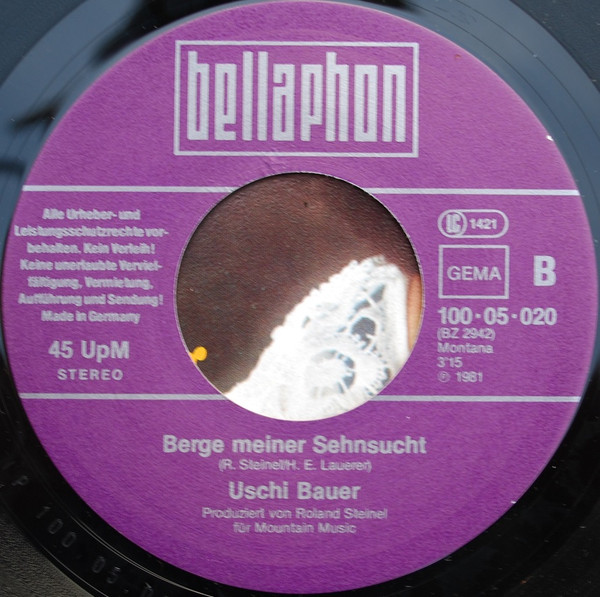 bellaphon
Alle Urheber- und
Leistungsschutzrechte vor-
behalten. Kein Verleih!
Keine unerlaubte Verviel-
fältigung, Vermietung,
Aufführung und Sendung!
Made in Germany
45 UpM
STEREO
LC 1421
GEMA
B
100·05·020
(BZ 2942)
Montana
3'15
℗ 1981
Berge meiner Sehnsucht
(R. Steinel/H. E. Lauerer)
Uschi Bauer
Produziert von Roland Steinel
für Mountain Music